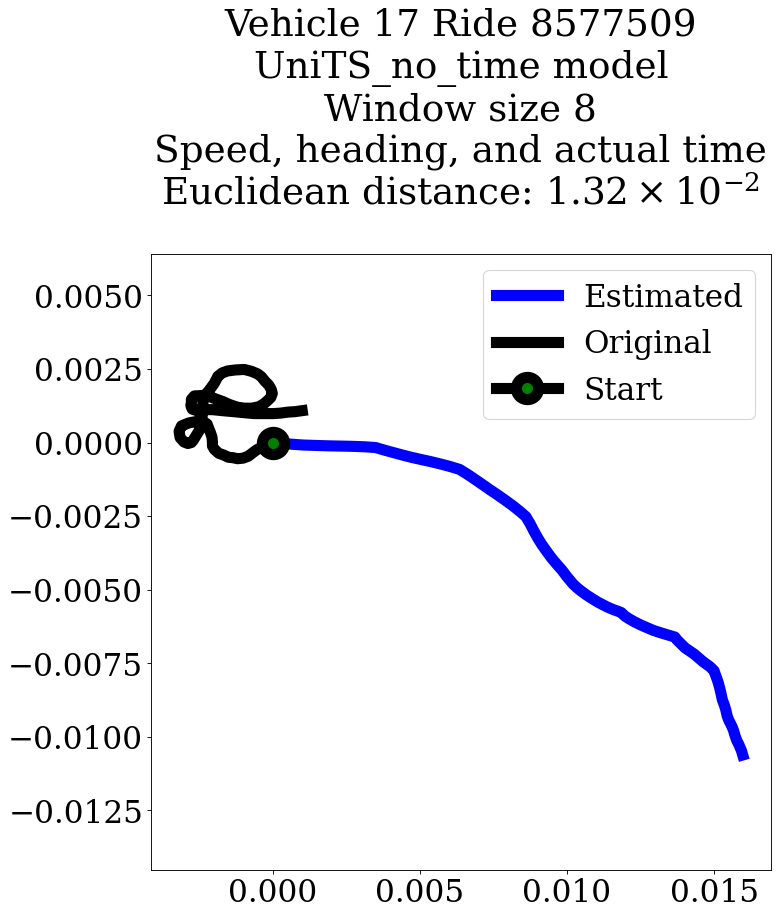 Vehicle 17 Ride 8577509
UniTS_no_time model
Window size 8
Speed, heading, and actual time
Euclidean distance: 1.32 × 10⁻²
Estimated
Original
Start
0.0050
0.0025
0.0000
−0.0025
−0.0050
−0.0075
−0.0100
−0.0125
0.000 0.005 0.010 0.015